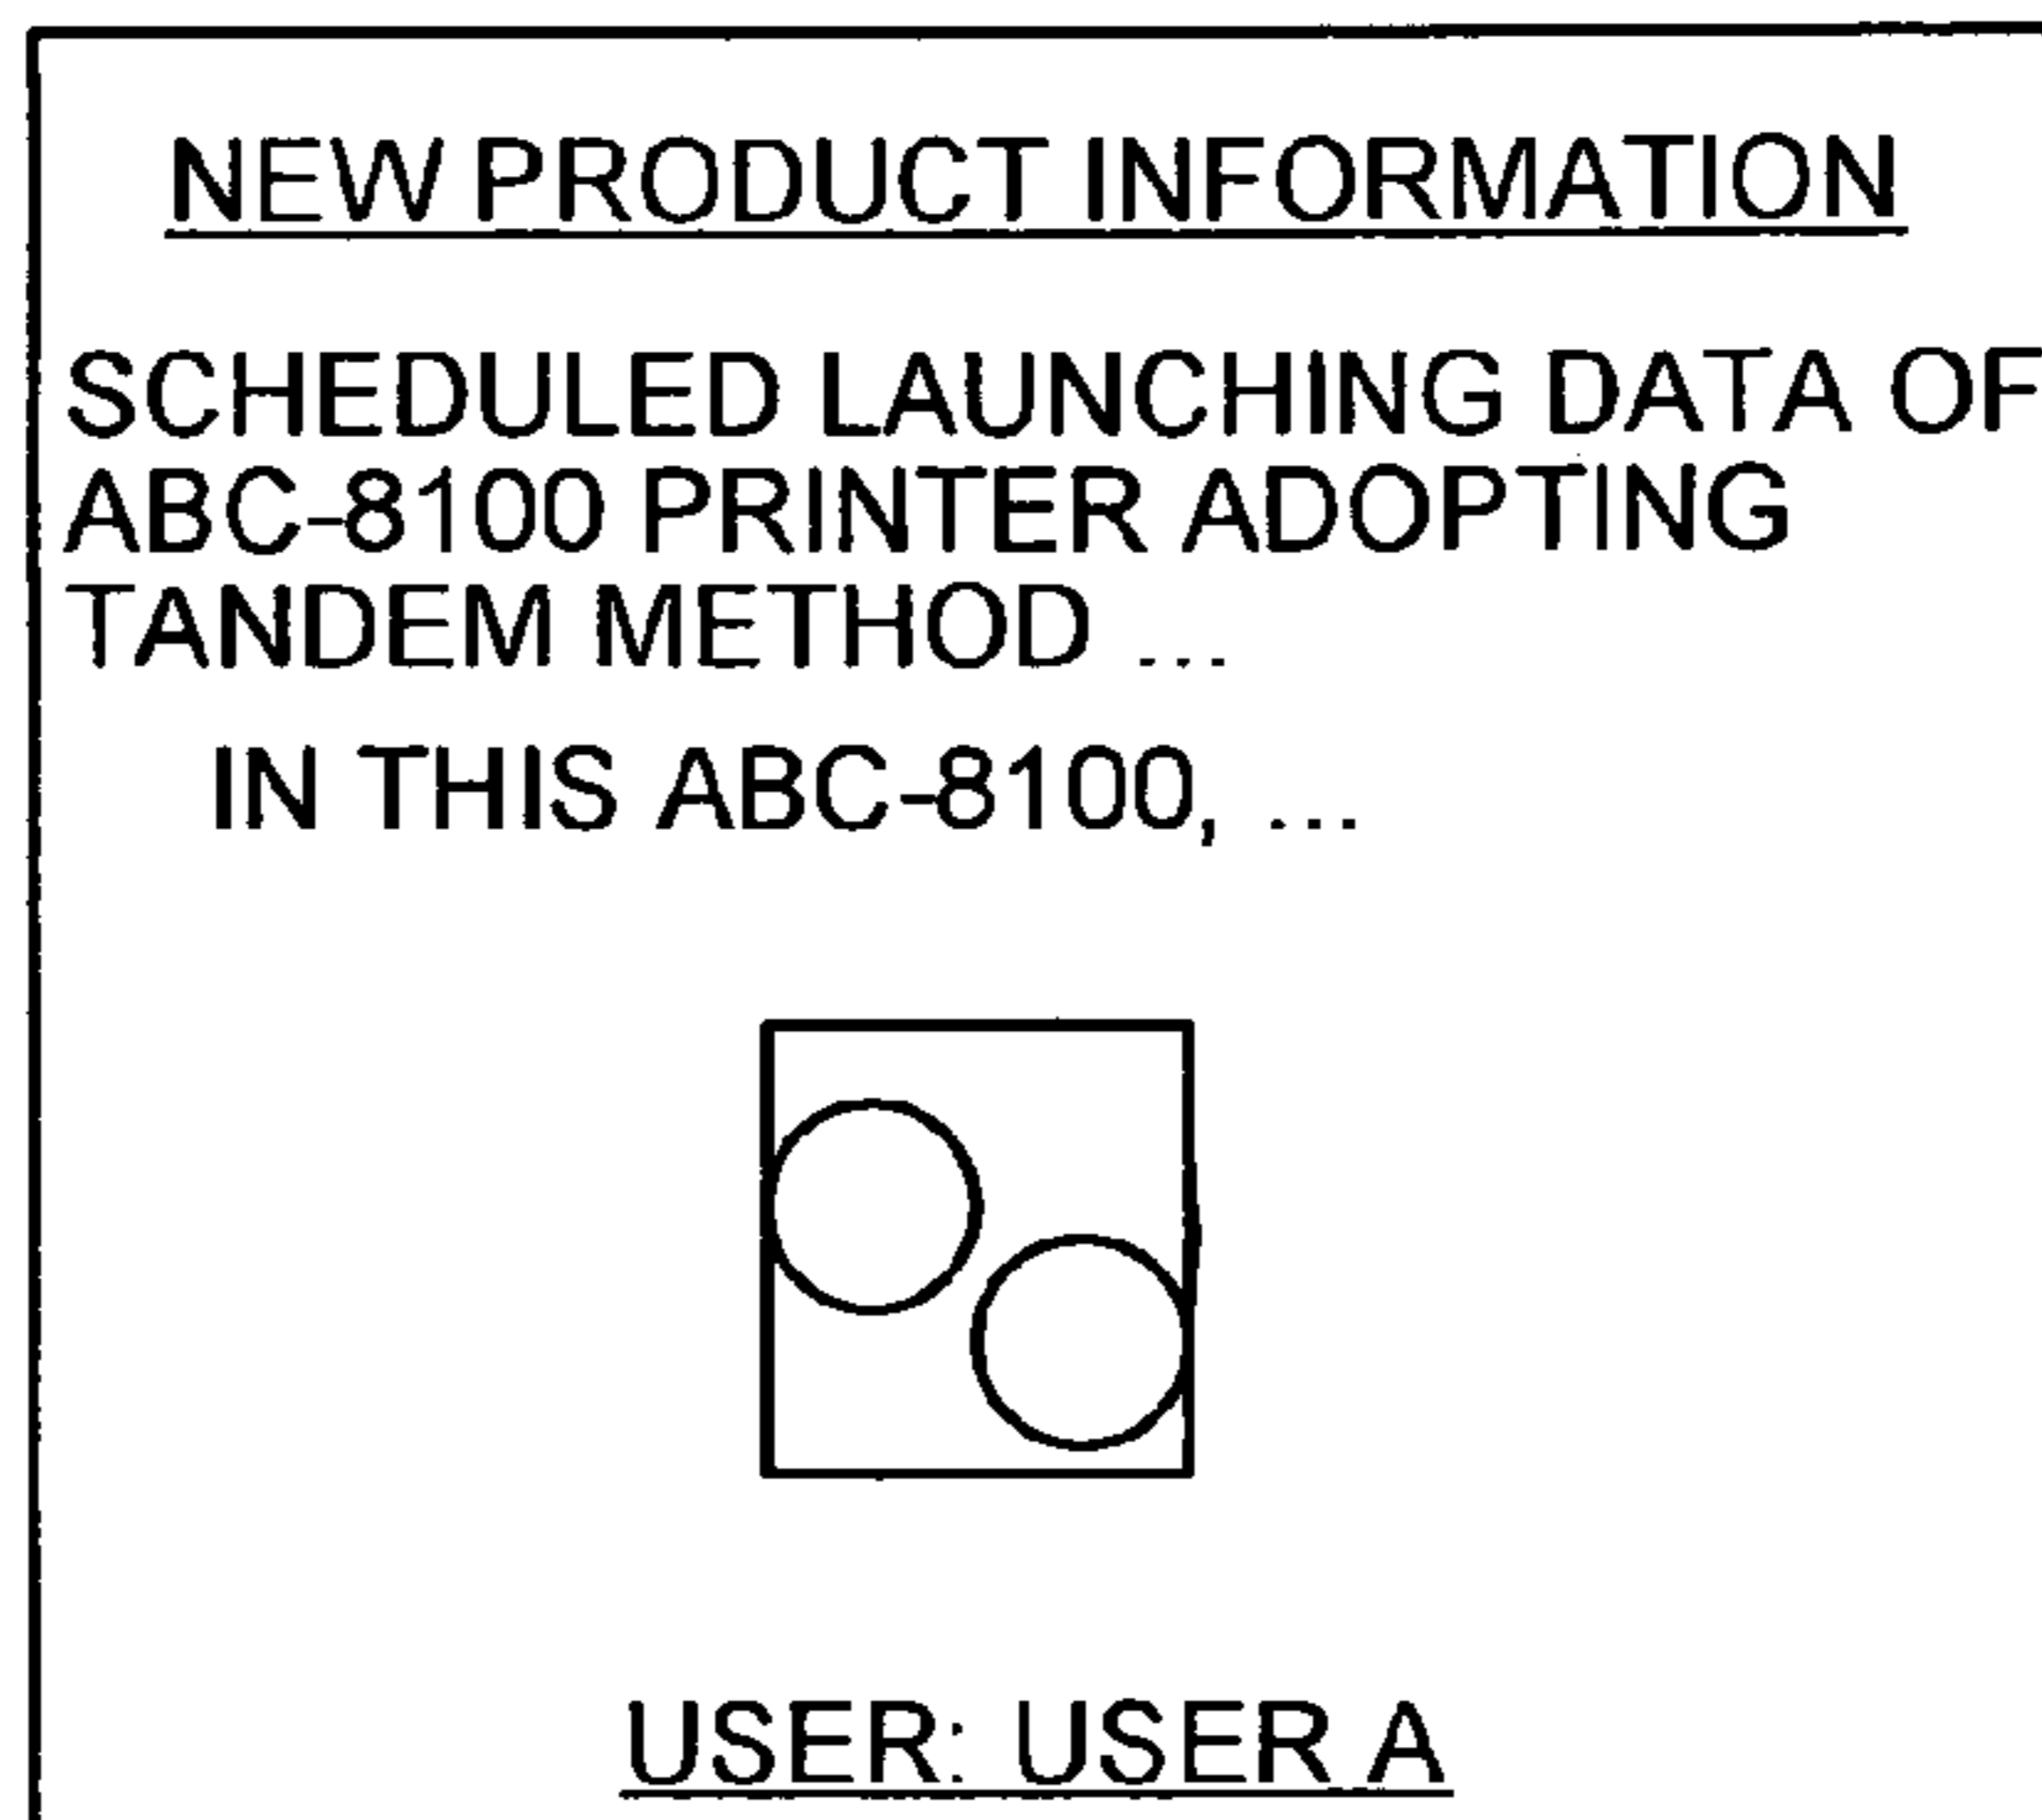 NEW PRODUCT INFORMATION
SCHEDULED LAUNCHING DATA OF
ABC-8100 PRINTER ADOPTING
TANDEM METHOD ...
IN THIS ABC-8100, ...
USER: USER A